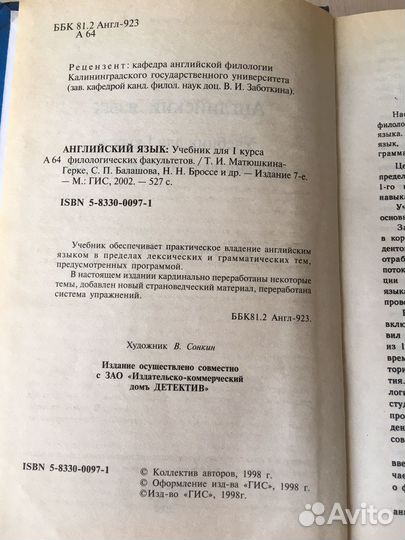 ББК 81.2 Англ-923
А 64
Рецензент: кафедра английской филологии
Калининградского государственного университета
(зав. кафедрой канд. филол. наук доц. В. И. Заботкина).
АНГЛИЙСКИЙ ЯЗЫК: Учебник для I курса
А 64 филологических факультетов. / Т. И. Матюшкина-
Герке, С. П. Балашова, Н. Н. Броссе и др. — Издание 7-е.
— М.: ГИС, 2002. — 527 с.
ISBN 5-8330-0097-1
Учебник обеспечивает практическое владение английским
языком в пределах лексических и грамматических тем,
предусмотренных программой.
В настоящем издании кардинально переработаны некоторые
темы, добавлен новый страноведческий материал, переработана
система упражнений.
ББК81.2 Англ-923.
Художник В. Сонкин
Издание осуществлено совместно
с ЗАО «Издательско-коммерческий
домъ ДЕТЕКТИВ»
ISBN 5-8330-0097-1
© Коллектив авторов, 1998 г.
© Оформление изд-ва «ГИС», 1998 г.
©Изд-во «ГИС», 1998г.
Avito